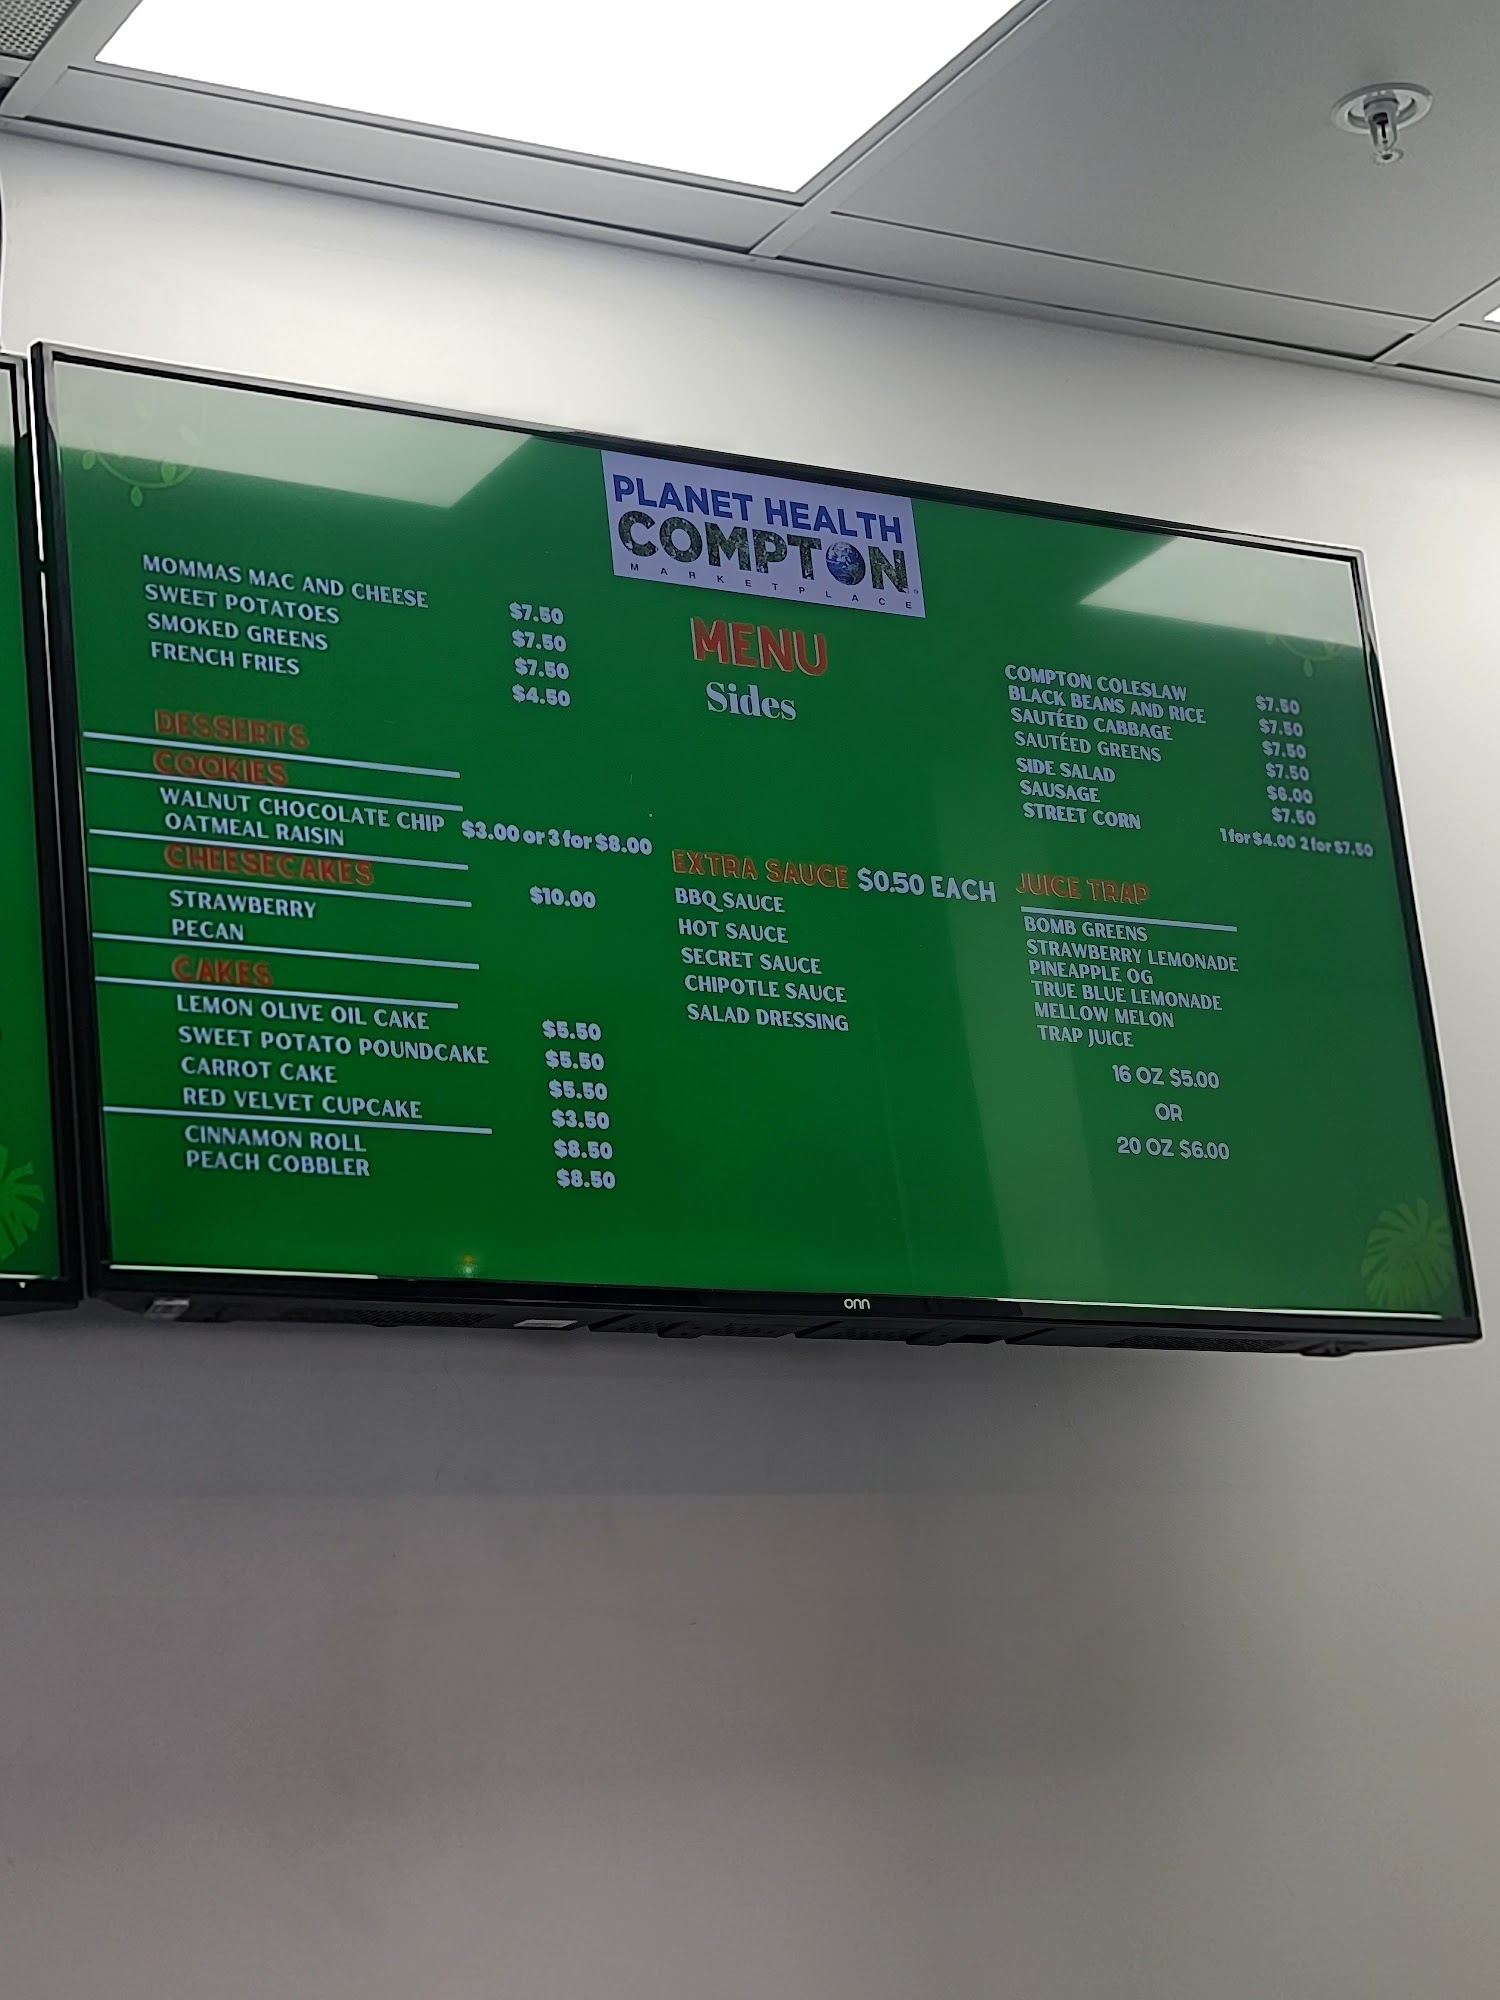 PLANET HEALTH
COMPTON
MARKETPLACE
MENU
Sides
MOMMAS MAC AND CHEESE $7.50
SWEET POTATOES $7.50
SMOKED GREENS $7.50
FRENCH FRIES $4.50
DESSERTS
COOKIES
WALNUT CHOCOLATE CHIP
OATMEAL RAISIN
$3.00 or 3 for $8.00
CHEESECAKES
$10.00
STRAWBERRY
PECAN
CAKES
LEMON OLIVE OIL CAKE $5.50
SWEET POTATO POUNDCAKE $5.50
CARROT CAKE $5.50
RED VELVET CUPCAKE $3.50
CINNAMON ROLL $8.50
PEACH COBBLER $8.50
EXTRA SAUCE $0.50 EACH
BBQ SAUCE
HOT SAUCE
SECRET SAUCE
CHIPOTLE SAUCE
SALAD DRESSING
COMPTON COLESLAW $7.50
BLACK BEANS AND RICE $7.50
SAUTÉED CABBAGE $7.50
SAUTÉED GREENS $7.50
SIDE SALAD $6.00
SAUSAGE $7.50
STREET CORN 1 for $4.00 2 for $7.50
JUICE TRAP
BOMB GREENS
STRAWBERRY LEMONADE
PINEAPPLE OG
TRUE BLUE LEMONADE
MELLOW MELON
TRAP JUICE
16 OZ $5.00
OR
20 OZ $6.00
onn